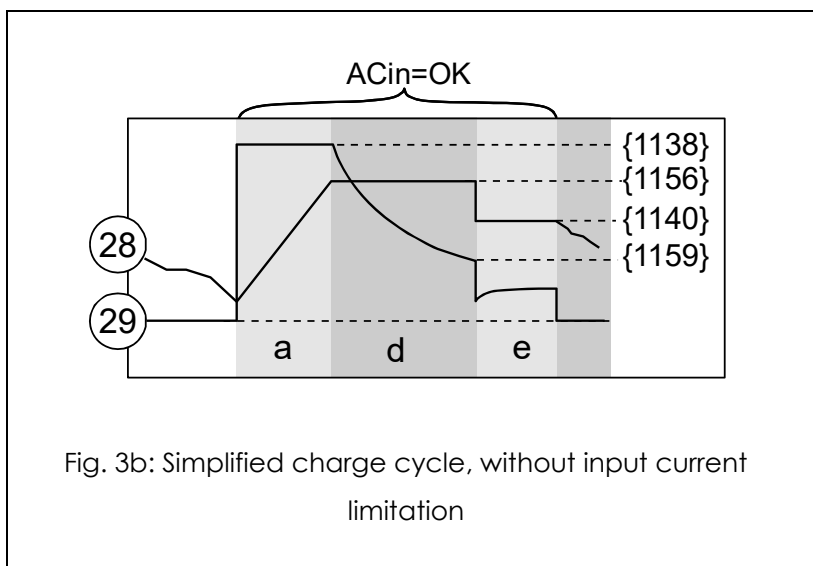 ACin=OK
{1138}
{1156}
{1140}
{1159}
28
29
a d e
Fig. 3b: Simplified charge cycle, without input current
limitation